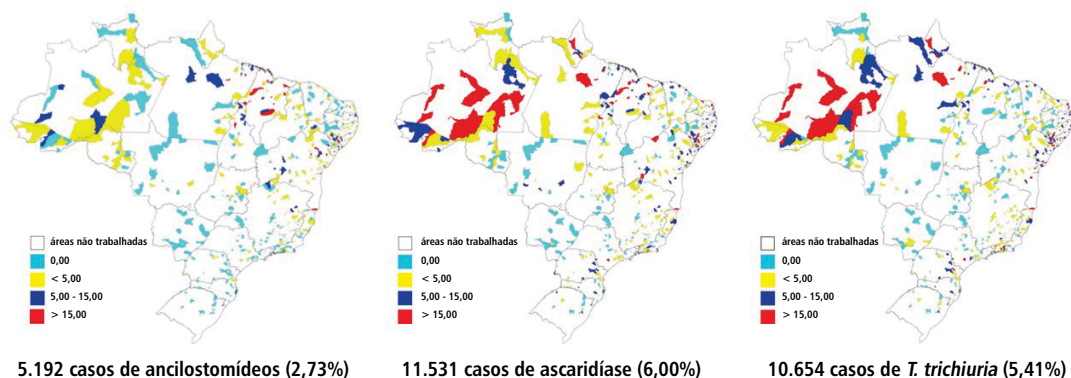 áreas não trabalhadas
0,00
< 5,00
5,00 - 15,00
> 15,00
5.192 casos de ancilostomídeos (2,73%)
áreas não trabalhadas
0,00
< 5,00
5,00 - 15,00
> 15,00
11.531 casos de ascaridíase (6,00%)
áreas não trabalhadas
0,00
< 5,00
5,00 - 15,00
> 15,00
10.654 casos de T. trichiuria (5,41%)